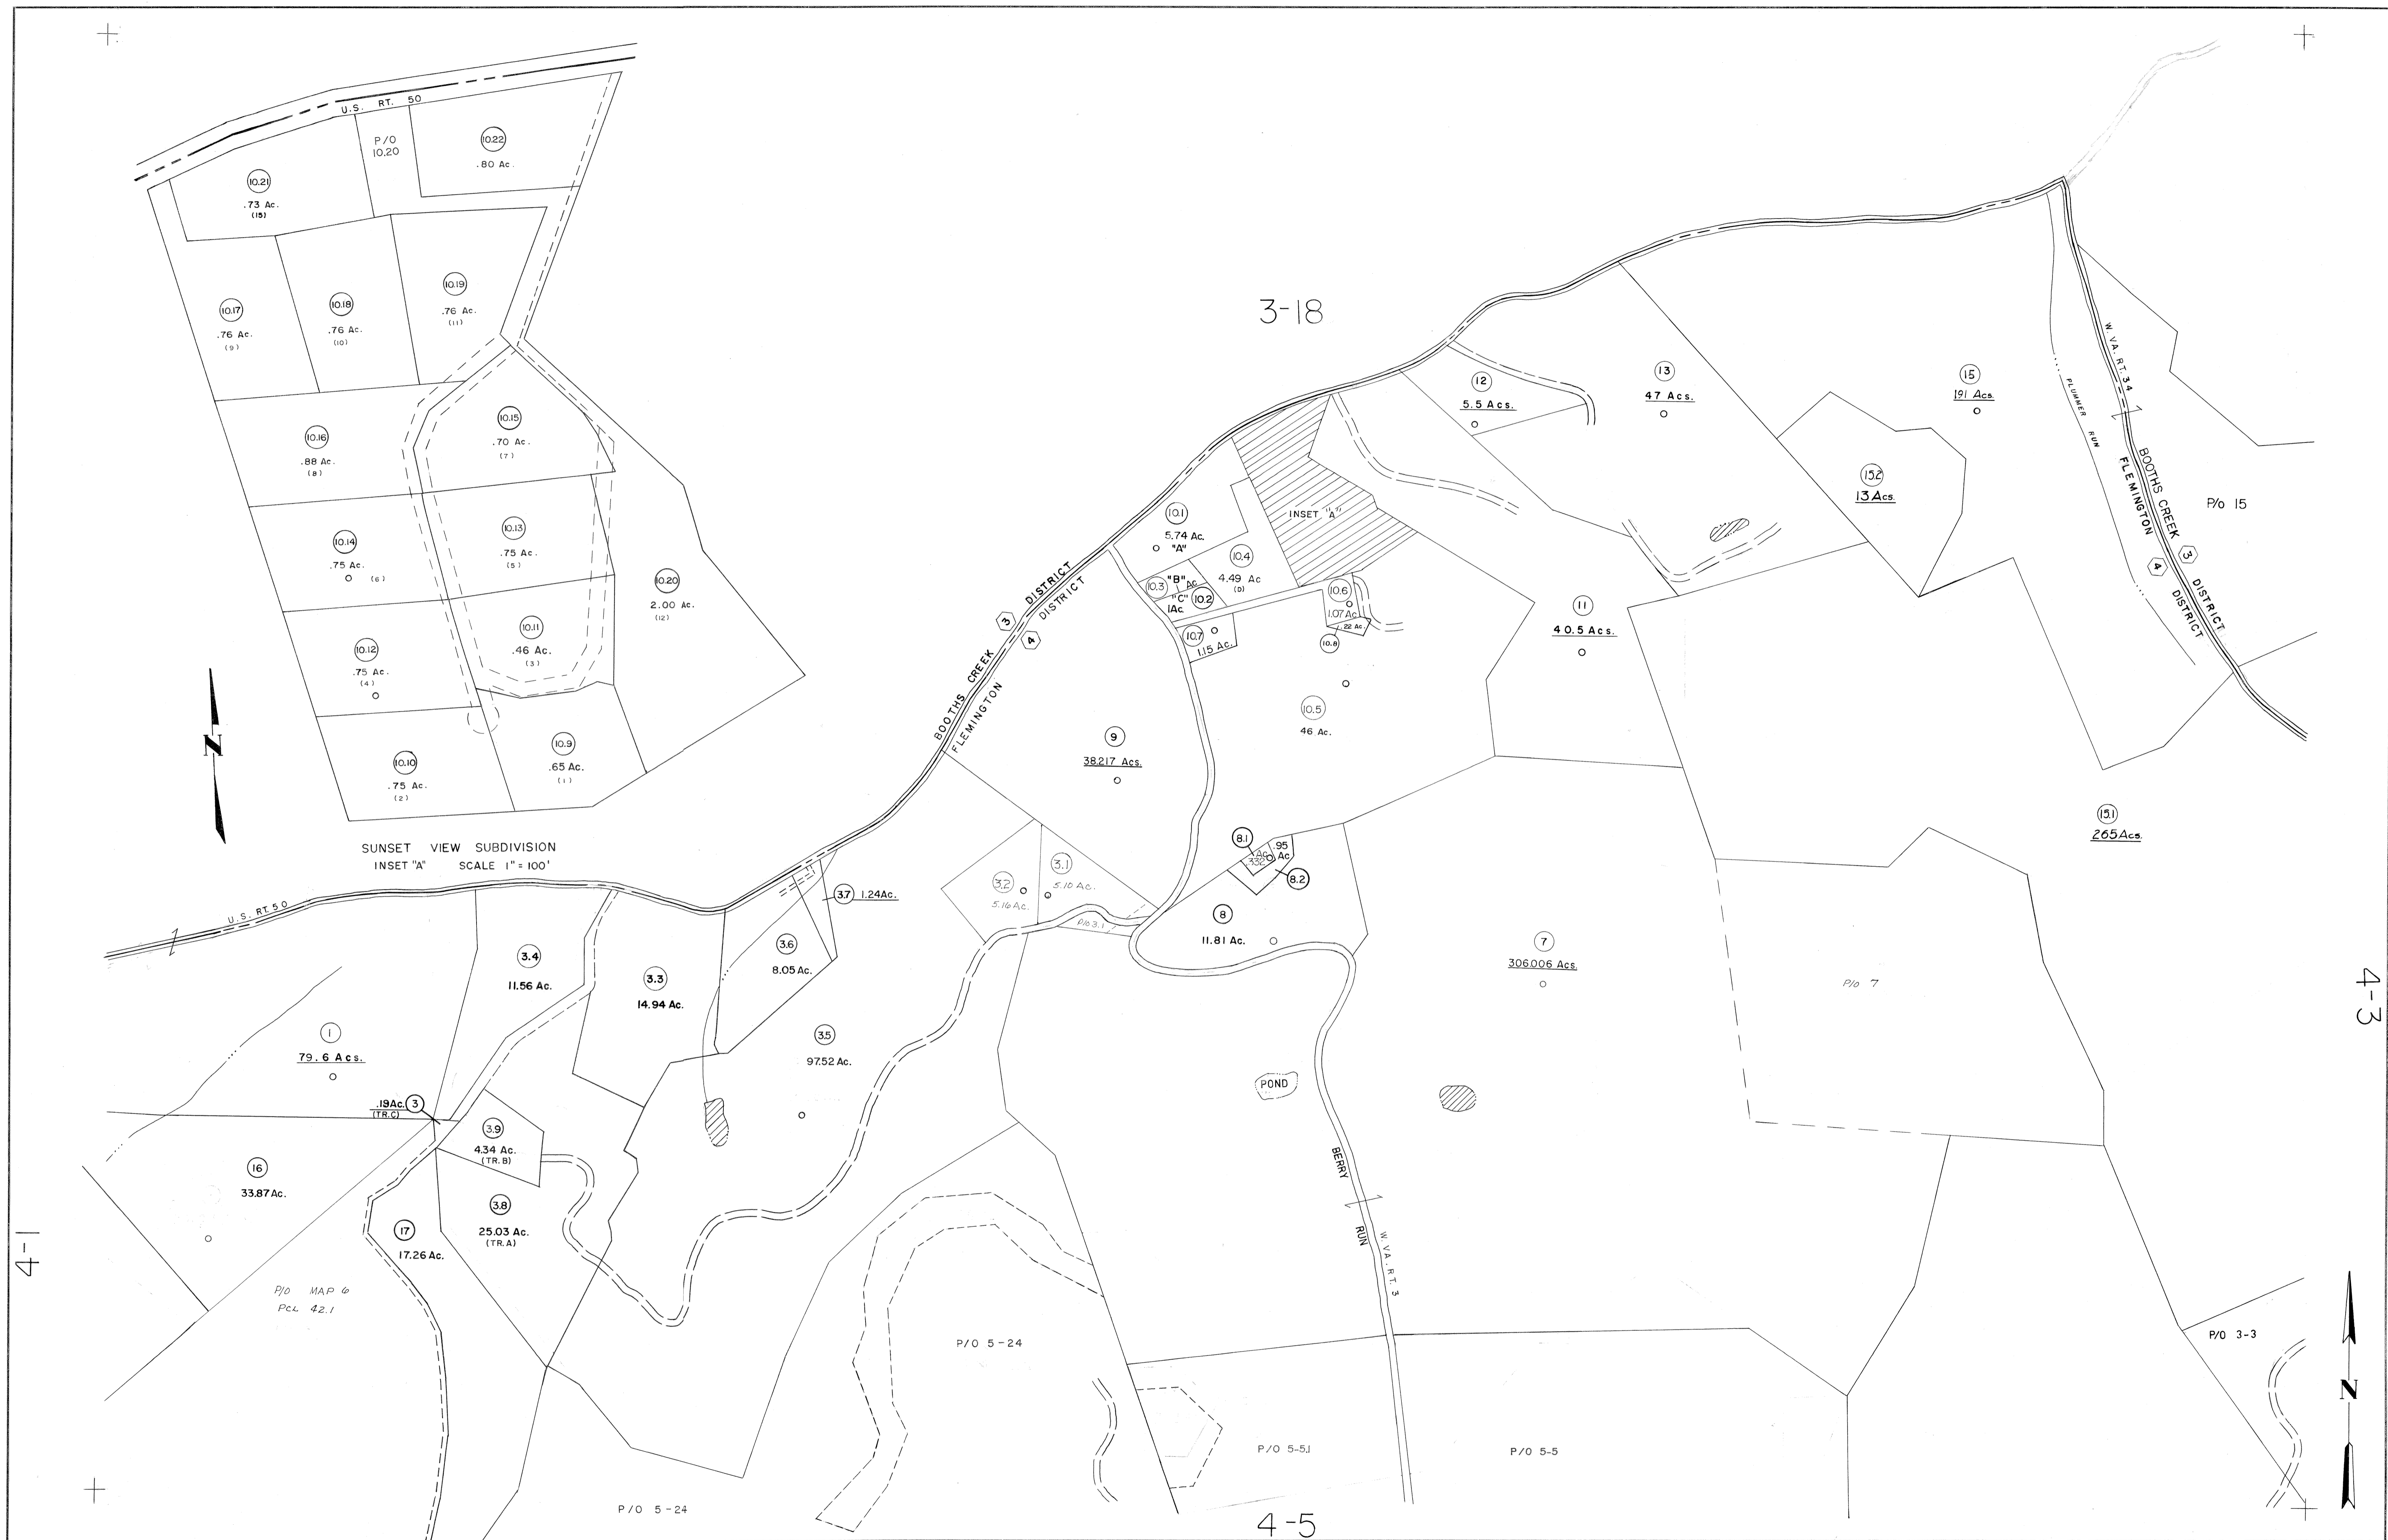 U.S. RT. 50
P/O
10.20
10.22
.80 Ac.
10.21
.73 Ac.
(15)
10.17
.76 Ac.
(9)
10.18
.76 Ac.
(10)
10.19
.76 Ac.
(11)
10.16
.88 Ac.
(8)
10.15
.70 Ac.
(7)
10.14
.75 Ac.
(6)
10.13
.75 Ac.
(5)
10.20
2.00 Ac.
(12)
10.12
.75 Ac.
(4)
10.11
.46 Ac.
(3)
10.10
.75 Ac.
(2)
10.9
.65 Ac.
(1)
N
SUNSET VIEW SUBDIVISION
INSET "A" SCALE 1" = 100'
3-18
12
5.5 Acs.
13
47 Acs.
15
191 Acs.
15.2
13 Acs.
PLUMMER RUN
W. VA. RT. 34
BOOTHS CREEK 3 DISTRICT
FLEMINGTON 4 DISTRICT
P/O 15
INSET "A"
10.1
5.74 Ac.
"A"
10.4
4.49 Ac
(D)
10.3 "B" Ac
"C" 10.2
1Ac.
10.6
1.07 Ac
.22 Ac.
10.8
10.7
1.15 Ac.
11
40.5 Acs.
BOOTHS CREEK 3 DISTRICT
FLEMINGTON 4 DISTRICT
9
38.217 Acs.
10.5
46 Ac.
15.1
265 Acs.
8.1
.95
Ac
Ac
.332
8.2
8
11.81 Ac.
3.1
5.10 Ac.
3.2
5.16 Ac.
P/O 3.1
3.7 1.24Ac.
3.6
8.05 Ac.
U.S. RT. 50
3.4
11.56 Ac.
3.3
14.94 Ac.
3.5
97.52 Ac.
7
306.006 Acs.
P/O 7
4-3
1
79.6 Acs.
.19Ac. 3
(TR.C)
3.9
4.34 Ac.
(TR. B)
16
33.87 Ac.
3.8
25.03 Ac.
(TR. A)
17
17.26 Ac.
POND
BERRY RUN
W. VA. RT. 3
4-1
P/O MAP 6
PCL 42.1
P/O 5-24
P/O 3-3
N
P/O 5-5.1
P/O 5-5
P/O 5-24
4-5